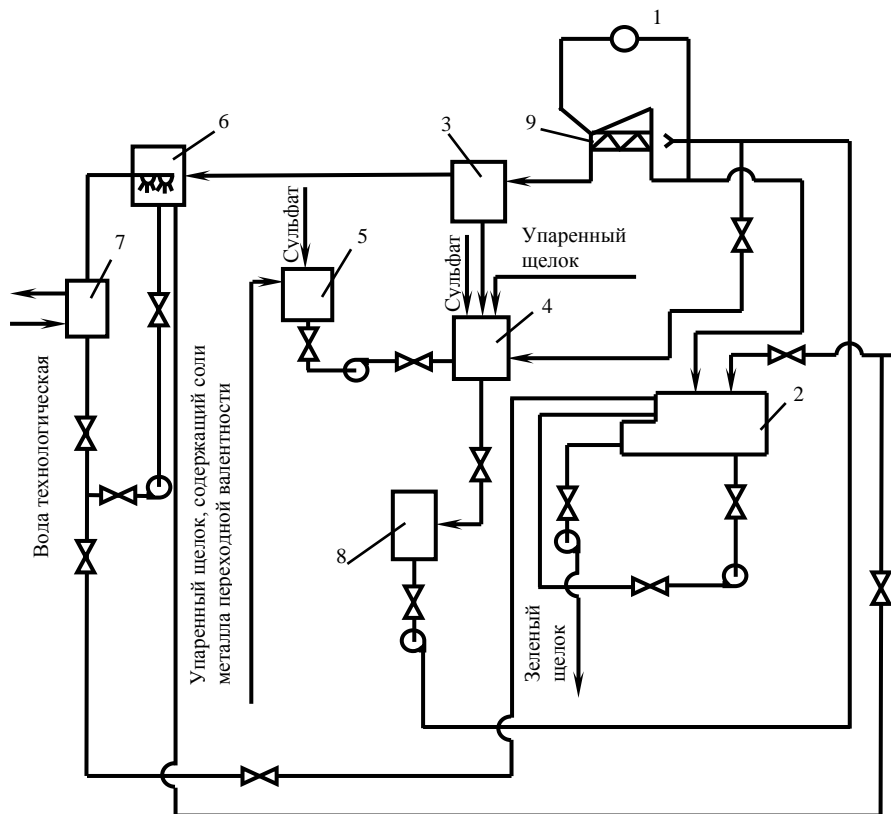 1
6
3
9
Сульфат
5
Упаренный
щелок
7
Сульфат
4
2
Вода технологическая
Упаренный щелок, содержащий соли
металла переходной валентности
8
Зеленый
щелок